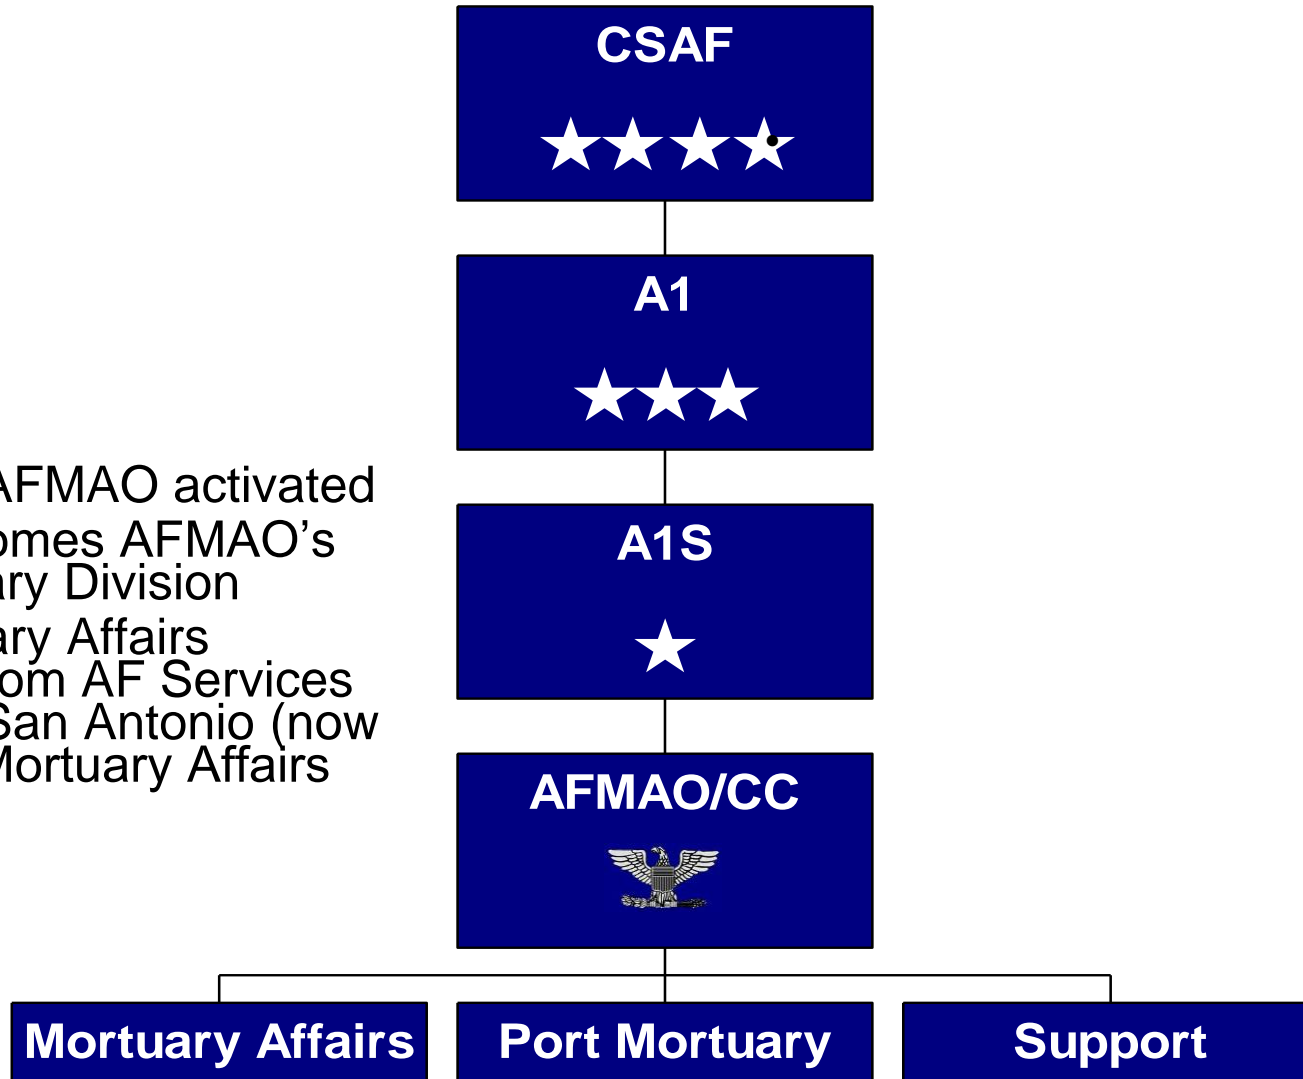 CSAF
A1
AFMAO activated
omes AFMAO’s
ary Division
A1S
ary Affairs
om AF Services
San Antonio (now
Mortuary Affairs
AFMAO/CC
Mortuary Affairs
Port Mortuary
Support